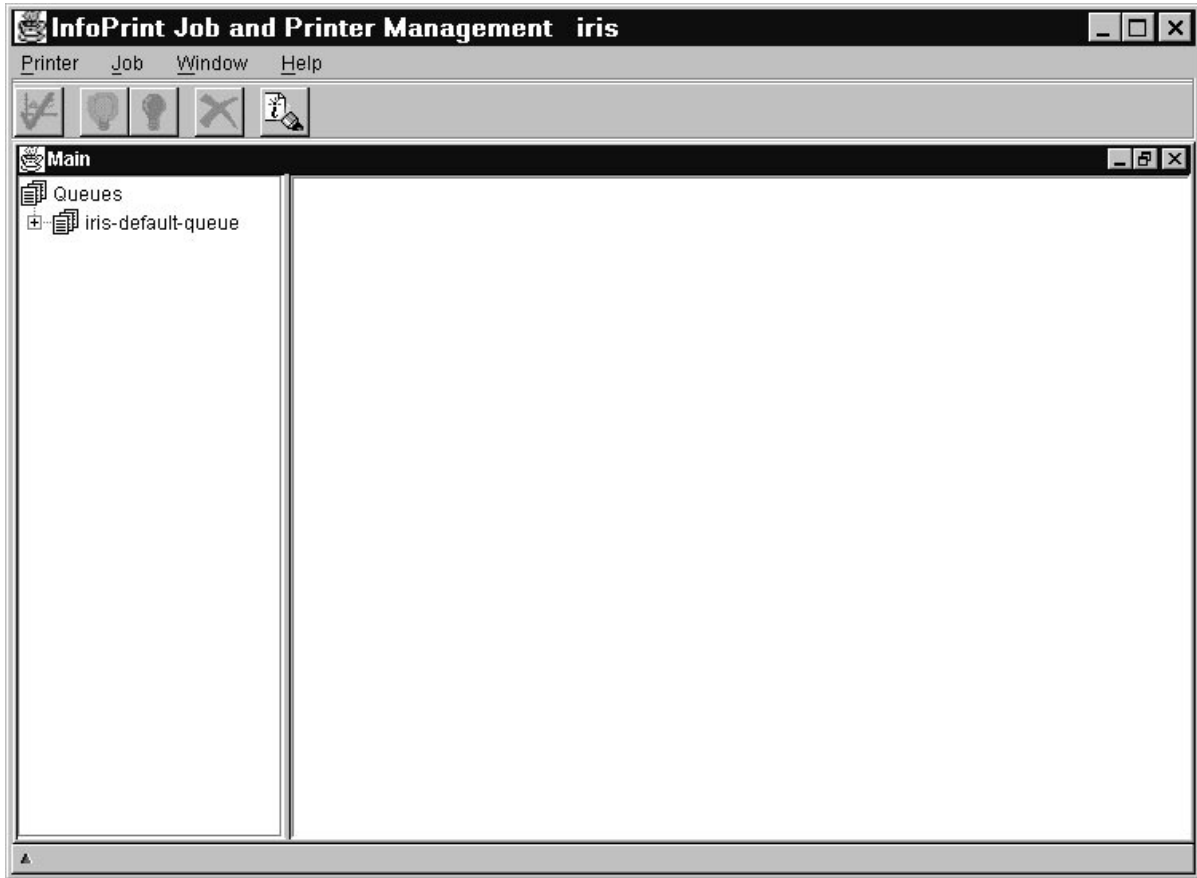 InfoPrint Job and Printer Management iris
Printer Job Window Help
Main
Queues
iris-default-queue